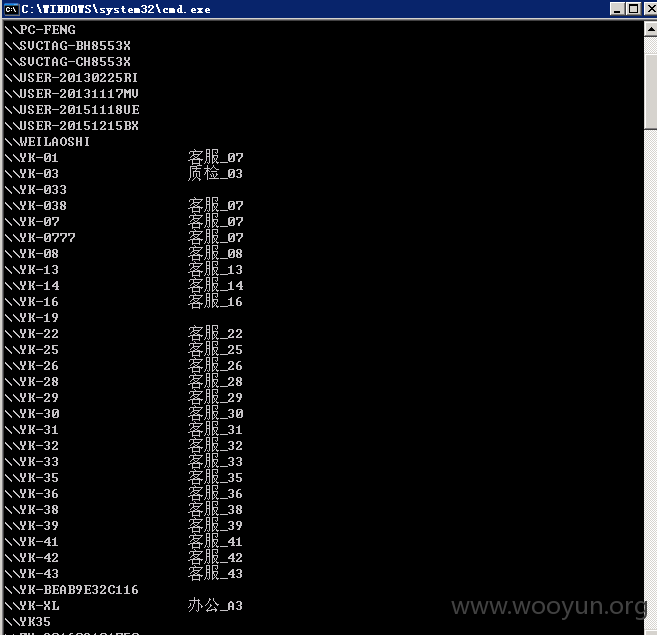 C:\WINDOWS\system32\cmd.exe
\\PC-FENG
\\SVCTAG-BH8553X
\\SVCTAG-CH8553X
\\USER-20130225RI
\\USER-20131117MV
\\USER-20151118UE
\\USER-20151215BX
\\WEILAOSHI
\\YK-01 客服_07
\\YK-03 质检_03
\\YK-033
\\YK-038 客服_07
\\YK-07 客服_07
\\YK-0777 客服_07
\\YK-08 客服_08
\\YK-13 客服_13
\\YK-14 客服_14
\\YK-16 客服_16
\\YK-19
\\YK-22 客服_22
\\YK-25 客服_25
\\YK-26 客服_26
\\YK-28 客服_28
\\YK-29 客服_29
\\YK-30 客服_30
\\YK-31 客服_31
\\YK-32 客服_32
\\YK-33 客服_33
\\YK-35 客服_35
\\YK-36 客服_36
\\YK-38 客服_38
\\YK-39 客服_39
\\YK-41 客服_41
\\YK-42 客服_42
\\YK-43 客服_43
\\YK-BEAB9E32C116
\\YK-XL 办公_A3
\\YK35
www.wooyun.org